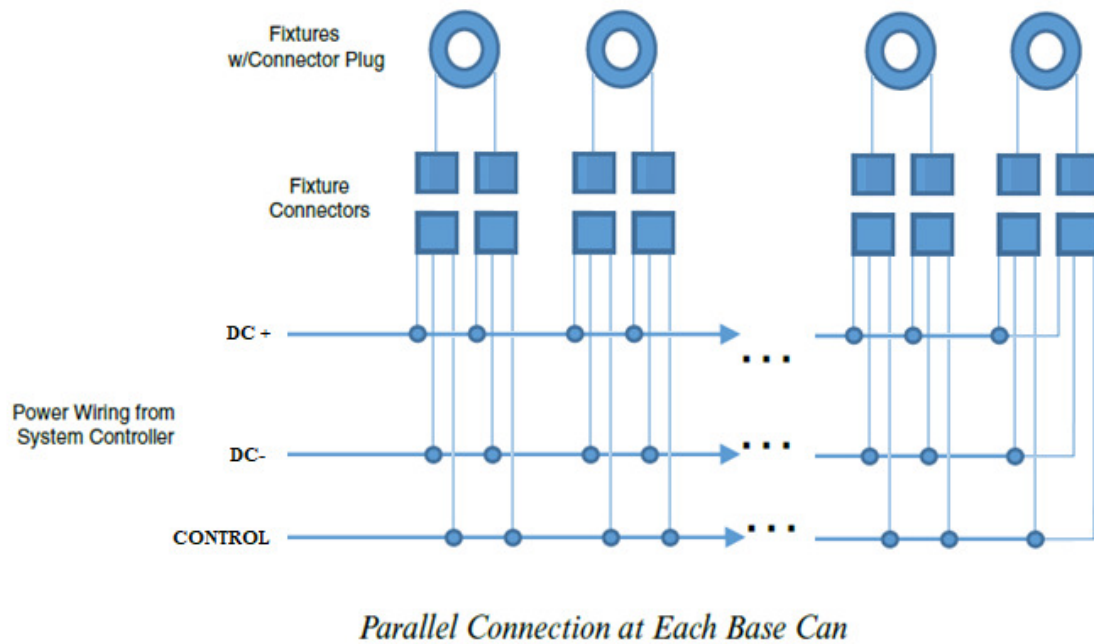 Fixtures
w/Connector Plug
Fixture
Connectors
DC +
. . .
Power Wiring from
System Controller
DC-
. . .
CONTROL
. . .
Parallel Connection at Each Base Can